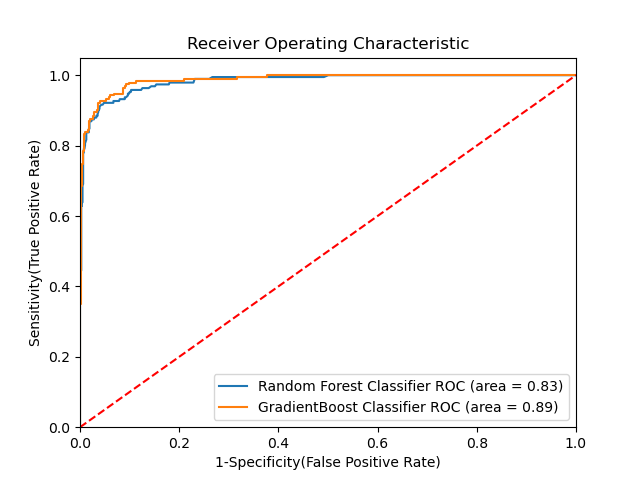 Receiver Operating Characteristic
1.0
0.8
0.6
0.4
0.2
0.0
Sensitivity(True Positive Rate)
Random Forest Classifier ROC (area = 0.83)
GradientBoost Classifier ROC (area = 0.89)
0.0 0.2 0.4 0.6 0.8 1.0
1-Specificity(False Positive Rate)